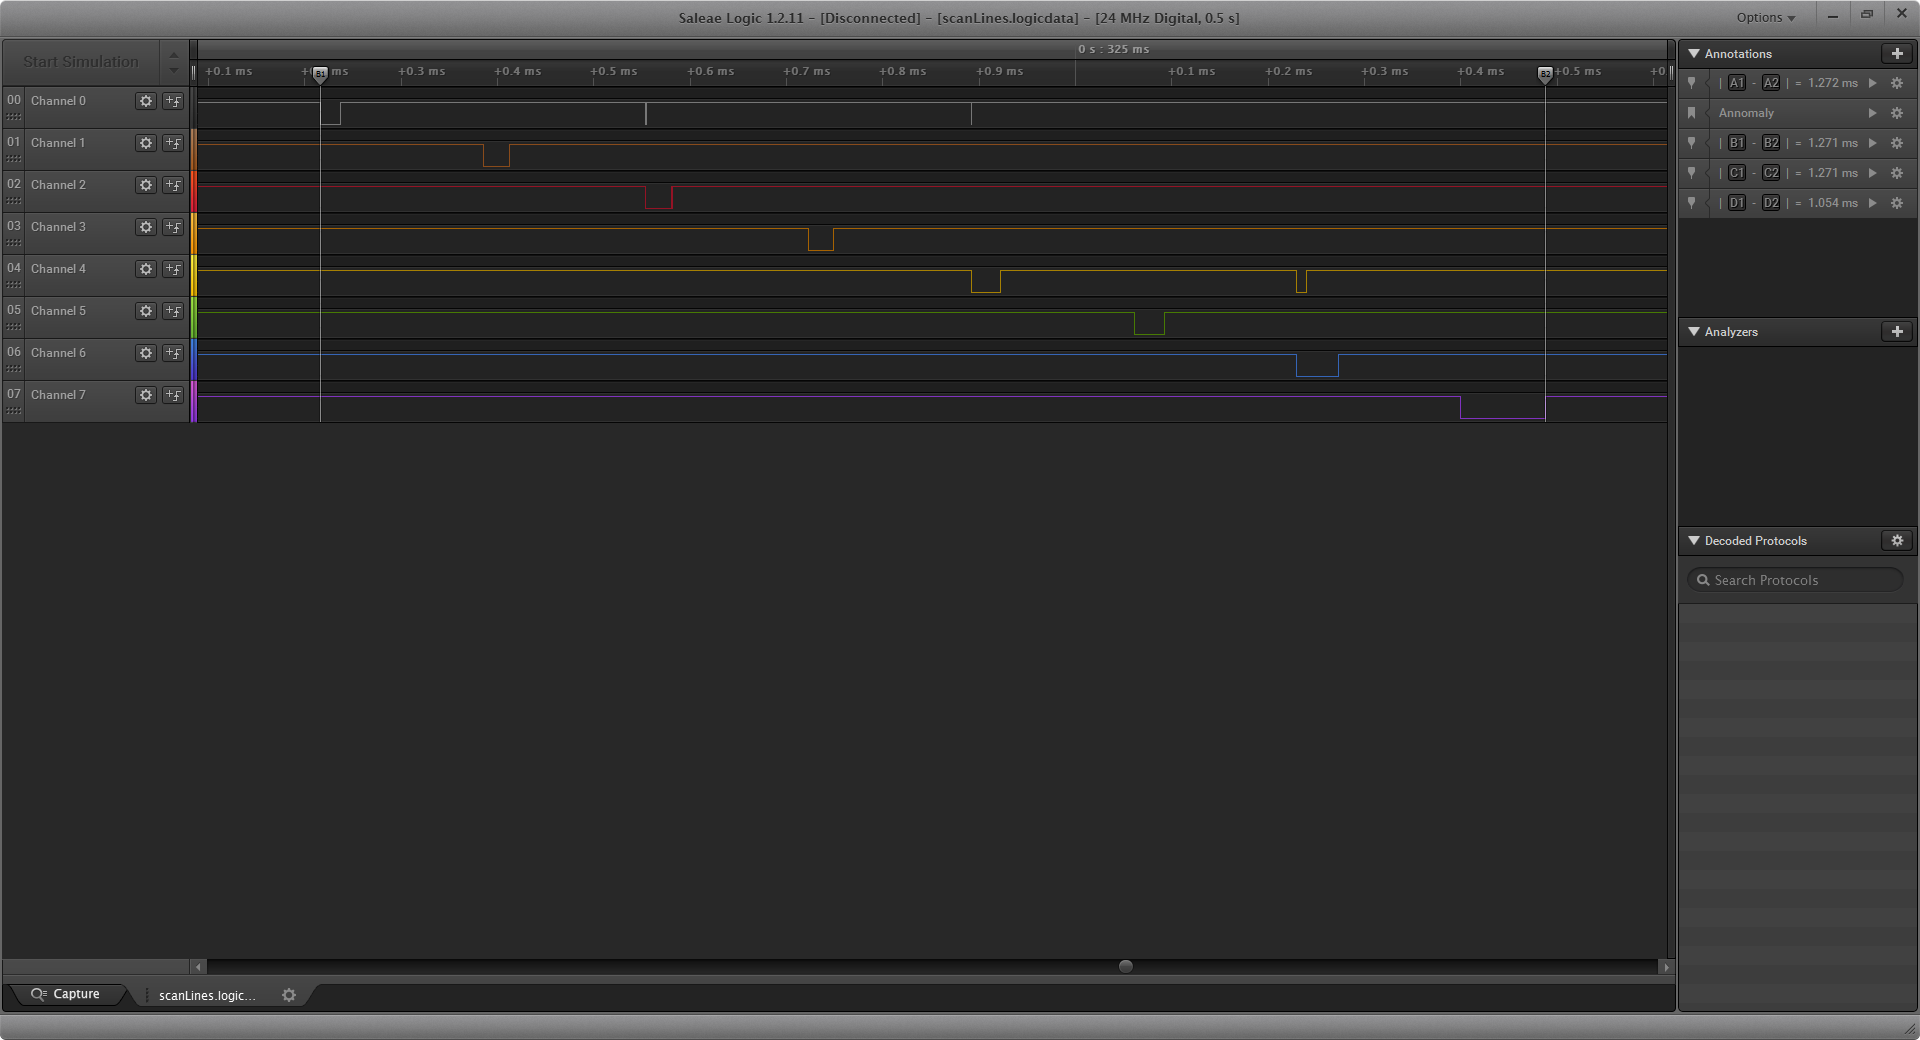 Saleae Logic 1.2.11 - [Disconnected] - [scanLines.logicdata] - [24 MHz Digital, 0.5 s]
Options
Start Simulation
0 s : 325 ms
+0.1 ms
ms
+0.3 ms
+0.4 ms
+0.5 ms
+0.6 ms
+0.7 ms
+0.8 ms
+0.9 ms
+0.1 ms
+0.2 ms
+0.3 ms
+0.4 ms
+0.5 ms
B1
B2
00 Channel 0
01 Channel 1
02 Channel 2
03 Channel 3
04 Channel 4
05 Channel 5
06 Channel 6
07 Channel 7
Annotations
| A1 - A2 | = 1.272 ms
Annomaly
| B1 - B2 | = 1.271 ms
| C1 - C2 | = 1.271 ms
| D1 - D2 | = 1.054 ms
Analyzers
Decoded Protocols
Search Protocols
Capture
scanLines.logic...